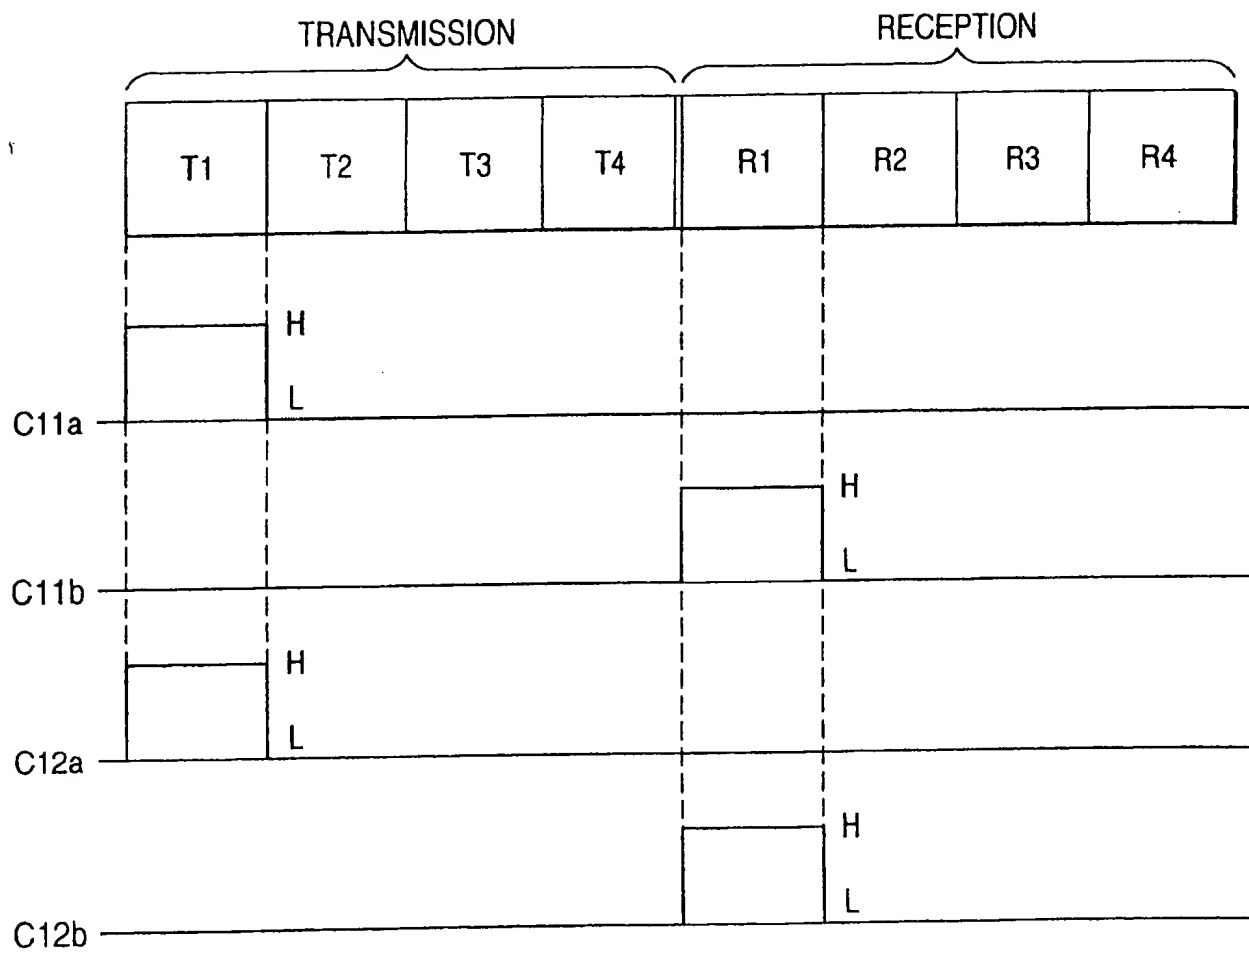 TRANSMISSION RECEPTION
T1 T2 T3 T4 R1 R2 R3 R4
H
L
C11a
H
L
C11b
H
L
C12a
H
L
C12b